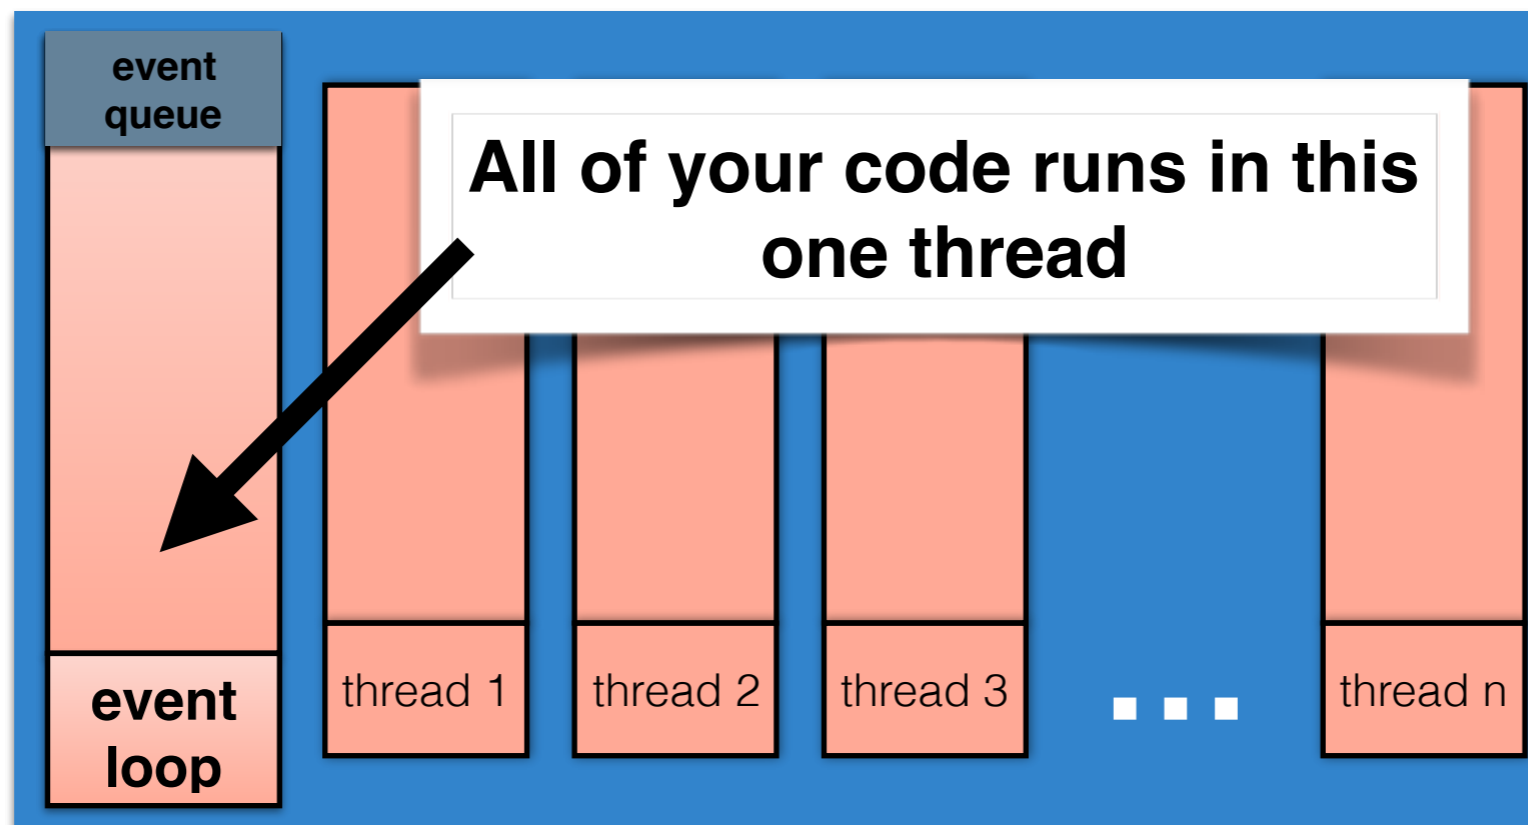 event
queue
All of your code runs in this
one thread
event
loop
thread 1
thread 2
thread 3
...
thread n